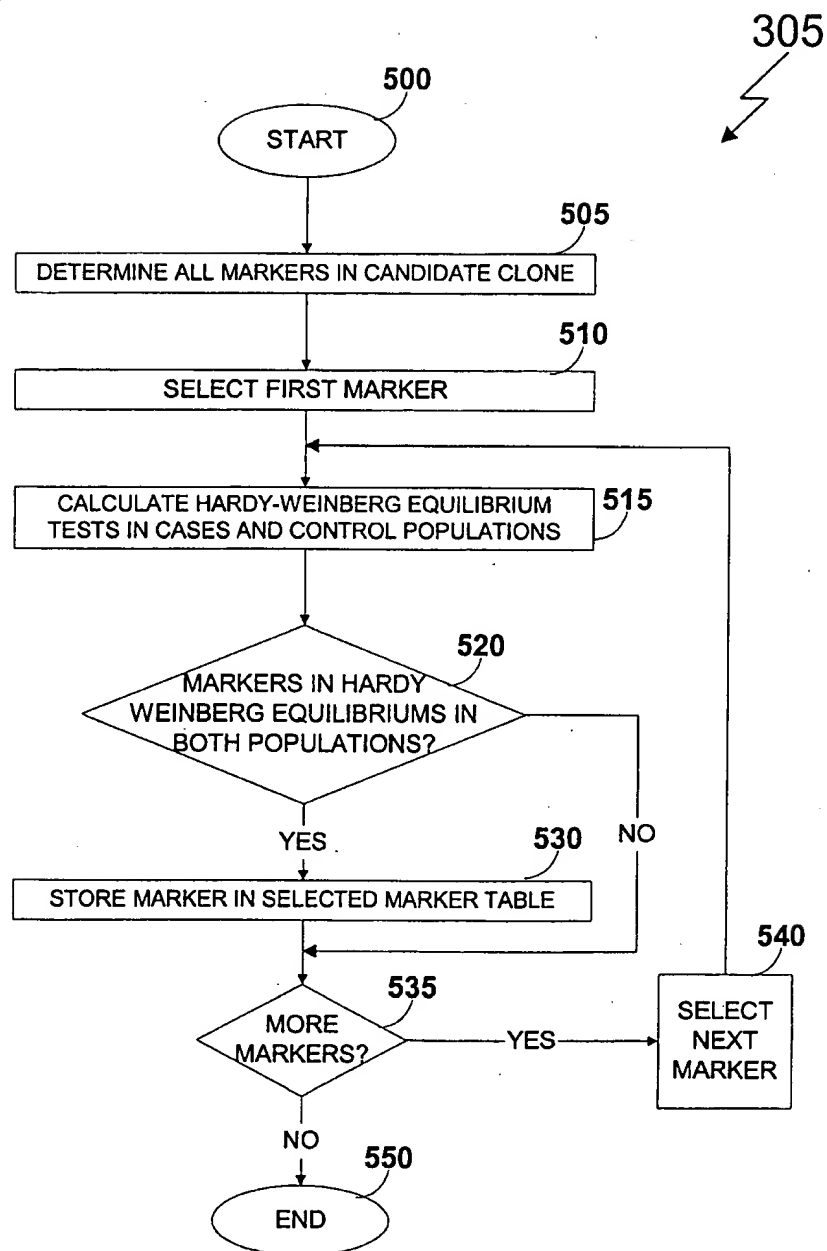 305
500
START
505
DETERMINE ALL MARKERS IN CANDIDATE CLONE
510
SELECT FIRST MARKER
CALCULATE HARDY-WEINBERG EQUILIBRIUM
TESTS IN CASES AND CONTROL POPULATIONS
515
520
MARKERS IN HARDY
WEINBERG EQUILIBRIUMS IN
BOTH POPULATIONS?
YES
NO
530
STORE MARKER IN SELECTED MARKER TABLE
535
MORE
MARKERS?
YES
540
SELECT
NEXT
MARKER
NO
550
END